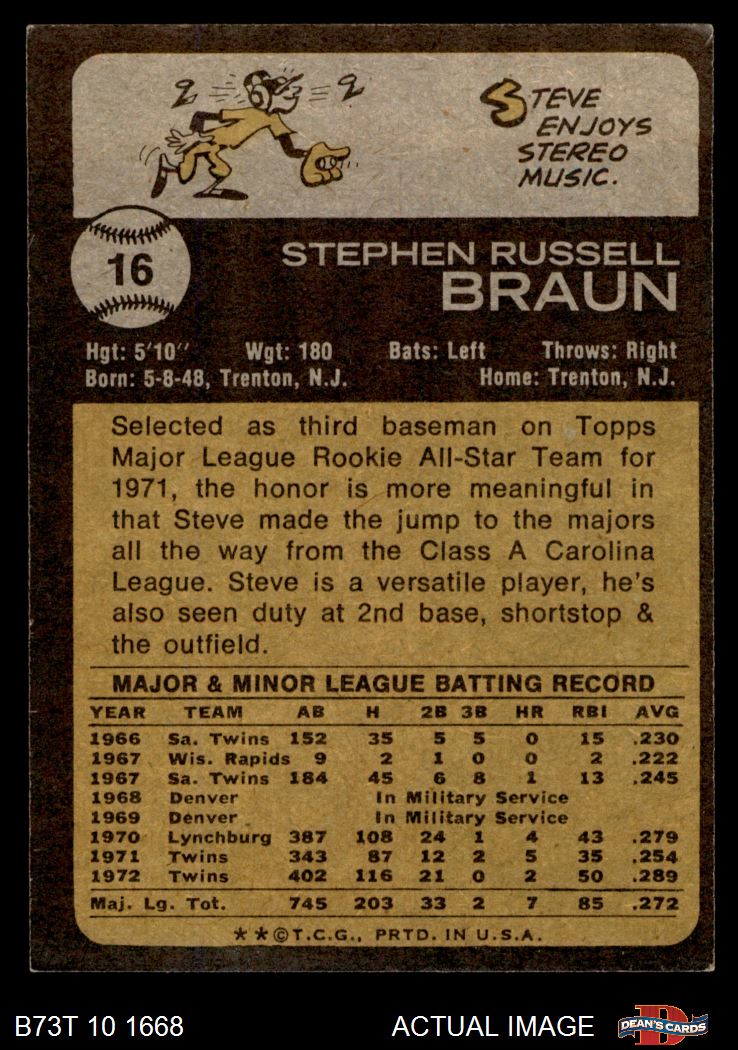 STEVE
ENJOYS
STEREO
MUSIC.
16
STEPHEN RUSSELL
BRAUN
Hgt: 5'10" Wgt: 180 Bats: Left Throws: Right
Born: 5-8-48, Trenton, N.J. Home: Trenton, N.J.
Selected as third baseman on Topps
Major League Rookie All-Star Team for
1971, the honor is more meaningful in
that Steve made the jump to the majors
all the way from the Class A Carolina
League. Steve is a versatile player, he's
also seen duty at 2nd base, shortstop &
the outfield.
MAJOR & MINOR LEAGUE BATTING RECORD
YEAR TEAM AB H 2B 3B HR RBI AVG
1966 Sa. Twins 152 35 5 5 0 15 .230
1967 Wis. Rapids 9 2 1 0 0 2 .222
1967 Sa. Twins 184 45 6 8 1 13 .245
1968 Denver In Military Service
1969 Denver In Military Service
1970 Lynchburg 387 108 24 1 4 43 .279
1971 Twins 343 87 12 2 5 35 .254
1972 Twins 402 116 21 0 2 50 .289
Maj. Lg. Tot. 745 203 33 2 7 85 .272
**©T.C.G., PRTD. IN U.S.A.
B73T 10 1668 ACTUAL IMAGE D DEAN'S CARDS